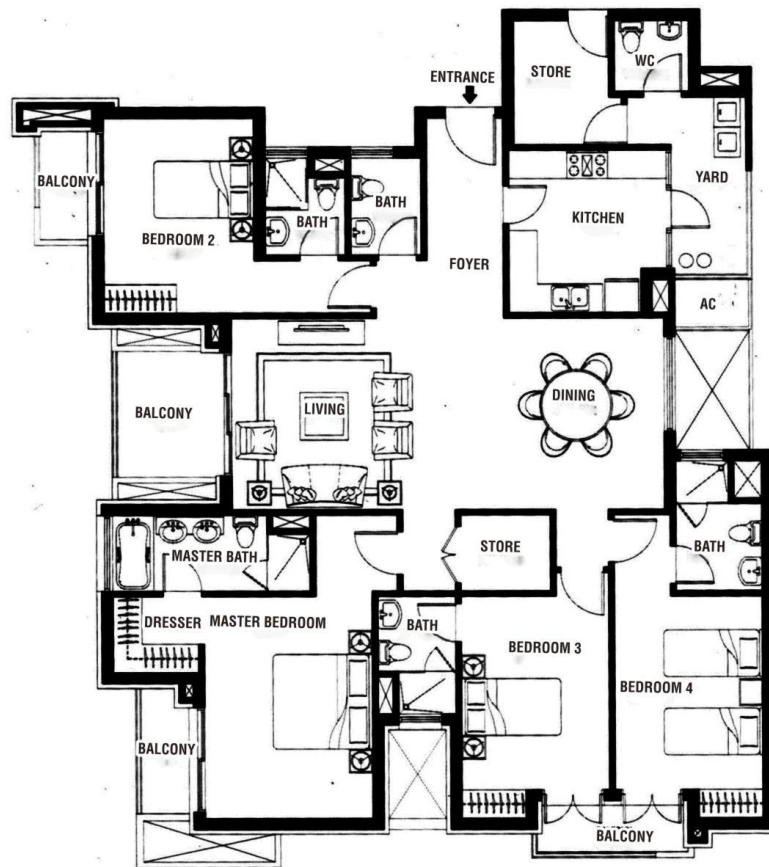 WC
STORE
ENTRANCE
BALCONY
YARD
BATH
BATH
KITCHEN
BEDROOM 2
FOYER
AC
LIVING
DINING
BALCONY
STORE
BATH
MASTER BATH
DRESSER
MASTER BEDROOM
BATH
BEDROOM 3
BEDROOM 4
BALCONY
BALCONY